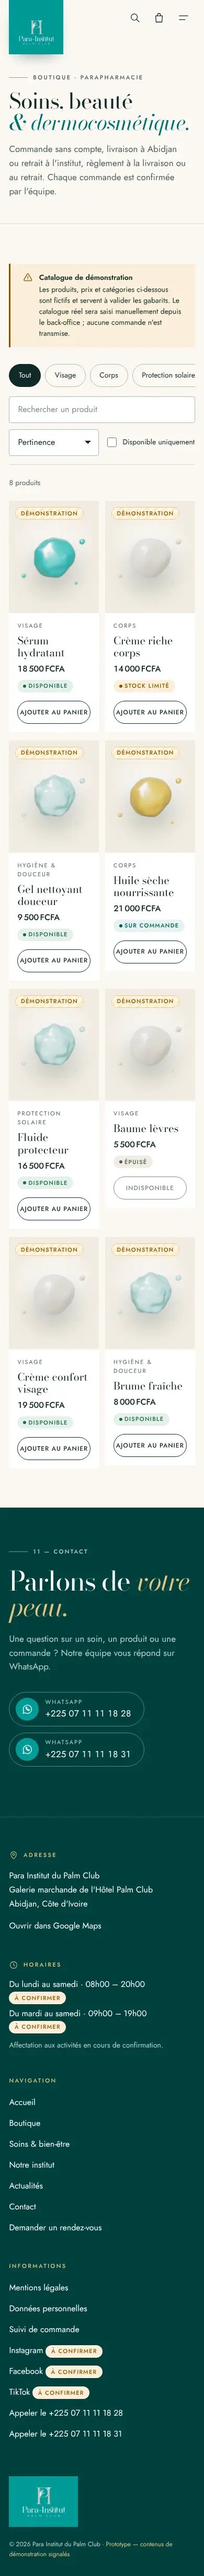 Para·Institut
PALM CLUB
BOUTIQUE · PARAPHARMACIE
Soins, beauté
& dermocosmétique.
Commande sans compte, livraison à Abidjan
ou retrait à l'institut, règlement à la livraison ou
au retrait. Chaque commande est confirmée
par l'équipe.
Catalogue de démonstration
Les produits, prix et catégories ci-dessous
sont fictifs et servent à valider les gabarits. Le
catalogue réel sera saisi manuellement depuis
le back-office ; aucune commande n'est
transmise.
Tout Visage Corps Protection solaire
Rechercher un produit
Pertinence Disponible uniquement
8 produits
DÉMONSTRATION
VISAGE
Sérum
hydratant
18 500 FCFA
DISPONIBLE
AJOUTER AU PANIER
DÉMONSTRATION
CORPS
Crème riche
corps
14 000 FCFA
STOCK LIMITÉ
AJOUTER AU PANIER
DÉMONSTRATION
HYGIÈNE &
DOUCEUR
Gel nettoyant
douceur
9 500 FCFA
DISPONIBLE
AJOUTER AU PANIER
DÉMONSTRATION
CORPS
Huile sèche
nourrissante
21 000 FCFA
SUR COMMANDE
AJOUTER AU PANIER
DÉMONSTRATION
PROTECTION
SOLAIRE
Fluide
protecteur
16 500 FCFA
DISPONIBLE
AJOUTER AU PANIER
DÉMONSTRATION
VISAGE
Baume lèvres
5 500 FCFA
ÉPUISÉ
INDISPONIBLE
DÉMONSTRATION
VISAGE
Crème confort
visage
19 500 FCFA
DISPONIBLE
AJOUTER AU PANIER
DÉMONSTRATION
HYGIÈNE &
DOUCEUR
Brume fraîche
8 000 FCFA
DISPONIBLE
AJOUTER AU PANIER
11 — CONTACT
Parlons de votre
peau.
Une question sur un soin, un produit ou une
commande ? Notre équipe vous répond sur
WhatsApp.
WHATSAPP
+225 07 11 11 18 28
WHATSAPP
+225 07 11 11 18 31
ADRESSE
Para Institut du Palm Club
Galerie marchande de l'Hôtel Palm Club
Abidjan, Côte d'Ivoire
Ouvrir dans Google Maps
HORAIRES
Du lundi au samedi · 08h00 – 20h00
À CONFIRMER
Du mardi au samedi · 09h00 – 19h00
À CONFIRMER
Affectation aux activités en cours de confirmation.
NAVIGATION
Accueil
Boutique
Soins & bien-être
Notre institut
Actualités
Contact
Demander un rendez-vous
INFORMATIONS
Mentions légales
Données personnelles
Suivi de commande
Instagram À CONFIRMER
Facebook À CONFIRMER
TikTok À CONFIRMER
Appeler le +225 07 11 11 18 28
Appeler le +225 07 11 11 18 31
Para·Institut
PALM CLUB
© 2026 Para Institut du Palm Club · Prototype — contenus de
démonstration signalés